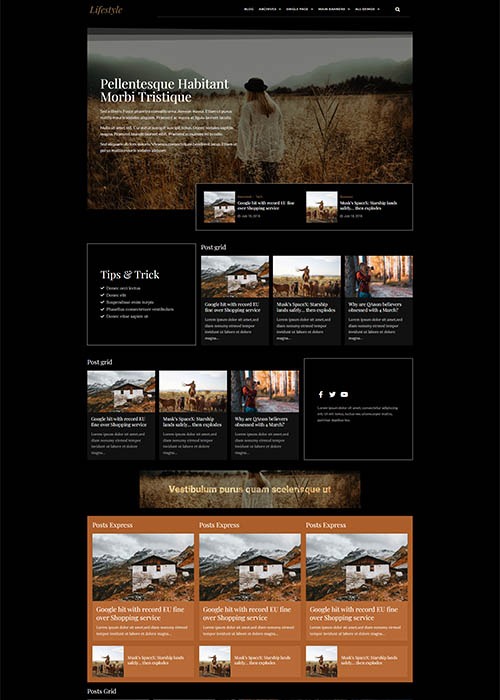 Lifestyle
BLOG ARCHIVES SINGLE PAGE MAIN BANNERS ALL DEMOS
Pellentesque Habitant
Morbi Tristique
Google hit with record EU fine
over Shopping service
July 10, 2018
Musk's SpaceX: Starship lands
safely... then explodes
July 10, 2018
Tips & Trick
Donec orci lectus
Donec elit
Suspendisse enim turpis
Phasellus consectetuer vestibulum
Donec vitae sapien ut
Post grid
Google hit with record EU
fine over Shopping service
Lorem ipsum dolor sit amet,sed
diam nonumy eirmod tempor
invidunt ut labore et dolore
magna...
Musk's SpaceX: Starship
lands safely... then explodes
Lorem ipsum dolor sit amet,sed
diam nonumy eirmod tempor
invidunt ut labore et dolore
magna...
Why are QAnon believers
obsessed with 4 March?
Lorem ipsum dolor sit amet,sed
diam nonumy eirmod tempor
invidunt ut labore et dolore
magna...
Post grid
Google hit with record EU
fine over Shopping service
Lorem ipsum dolor sit amet,sed
diam nonumy eirmod tempor
invidunt ut labore et dolore
magna...
Musk's SpaceX: Starship
lands safely... then explodes
Lorem ipsum dolor sit amet,sed
diam nonumy eirmod tempor
invidunt ut labore et dolore
magna...
Why are QAnon believers
obsessed with 4 March?
Lorem ipsum dolor sit amet,sed
diam nonumy eirmod tempor
invidunt ut labore et dolore
magna...
Lorem ipsum dolor sit amet, consectetur adipiscing
Vestibulum purus quam scelerisque ut
Posts Express
Google hit with record EU fine
over Shopping service
Lorem ipsum dolor sit amet,sed diam nonumy eirmod
tempor invidunt ut labore et dolore magna...
Musk's SpaceX: Starship lands
safely... then explodes
Posts Express
Google hit with record EU fine
over Shopping service
Lorem ipsum dolor sit amet,sed diam nonumy eirmod
tempor invidunt ut labore et dolore magna...
Musk's SpaceX: Starship lands
safely... then explodes
Posts Express
Google hit with record EU fine
over Shopping service
Lorem ipsum dolor sit amet,sed diam nonumy eirmod
tempor invidunt ut labore et dolore magna...
Musk's SpaceX: Starship lands
safely... then explodes
Posts Grid